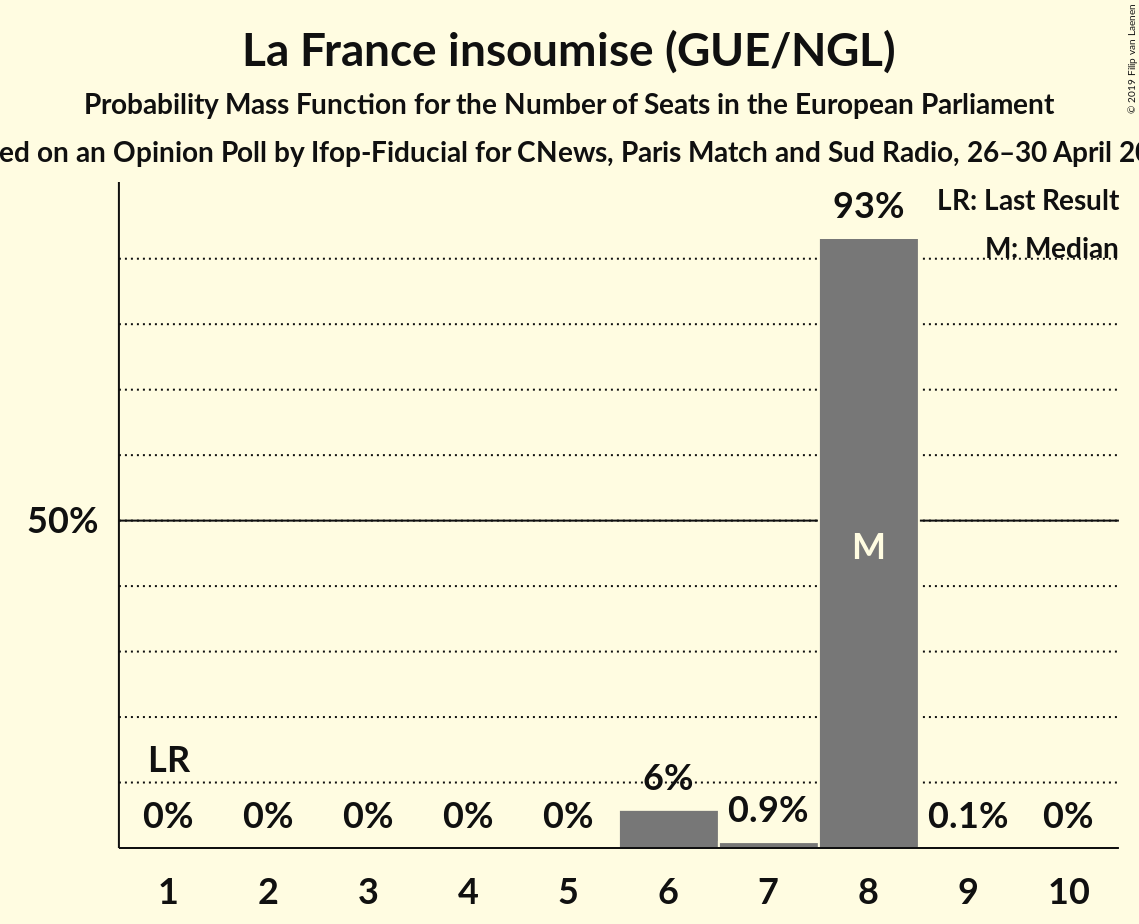 La France insoumise (GUE/NGL)
Probability Mass Function for the Number of Seats in the European Parliament
on an Opinion Poll by Ifop-Fiducial for CNews, Paris Match and Sud Radio, 26–30 April
© 2019 Filip van Laenen
LR: Last Result
M: Median
93%
50%
M
LR
6%
0% 0% 0% 0% 0% 0.9% 0.1% 0%
1 2 3 4 5 6 7 8 9 10